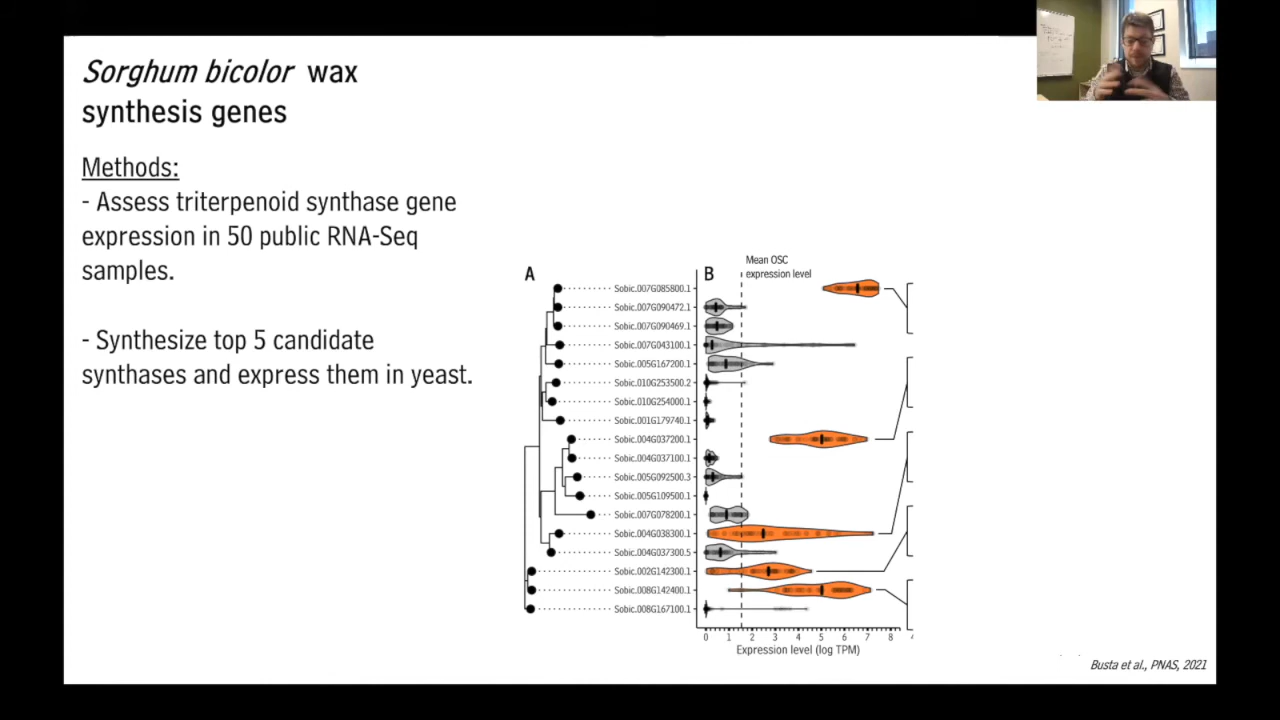 Sorghum bicolor wax
synthesis genes
Methods:
- Assess triterpenoid synthase gene
expression in 50 public RNA-Seq
samples.
- Synthesize top 5 candidate
synthases and express them in yeast.
A
B
Mean OSC
expression level
Sobic.007G085800.1
Sobic.007G090472.1
Sobic.007G090469.1
Sobic.007G043100.1
Sobic.005G167200.1
Sobic.010G253500.2
Sobic.010G254000.1
Sobic.001G179740.1
Sobic.004G037200.1
Sobic.004G037100.1
Sobic.005G092500.3
Sobic.005G109500.1
Sobic.007G078200.1
Sobic.004G038300.1
Sobic.004G037300.5
Sobic.002G142300.1
Sobic.008G142400.1
Sobic.008G167100.1
0 1 2 3 4 5 6 7 8
Expression level (log TPM)
Busta et al., PNAS, 2021